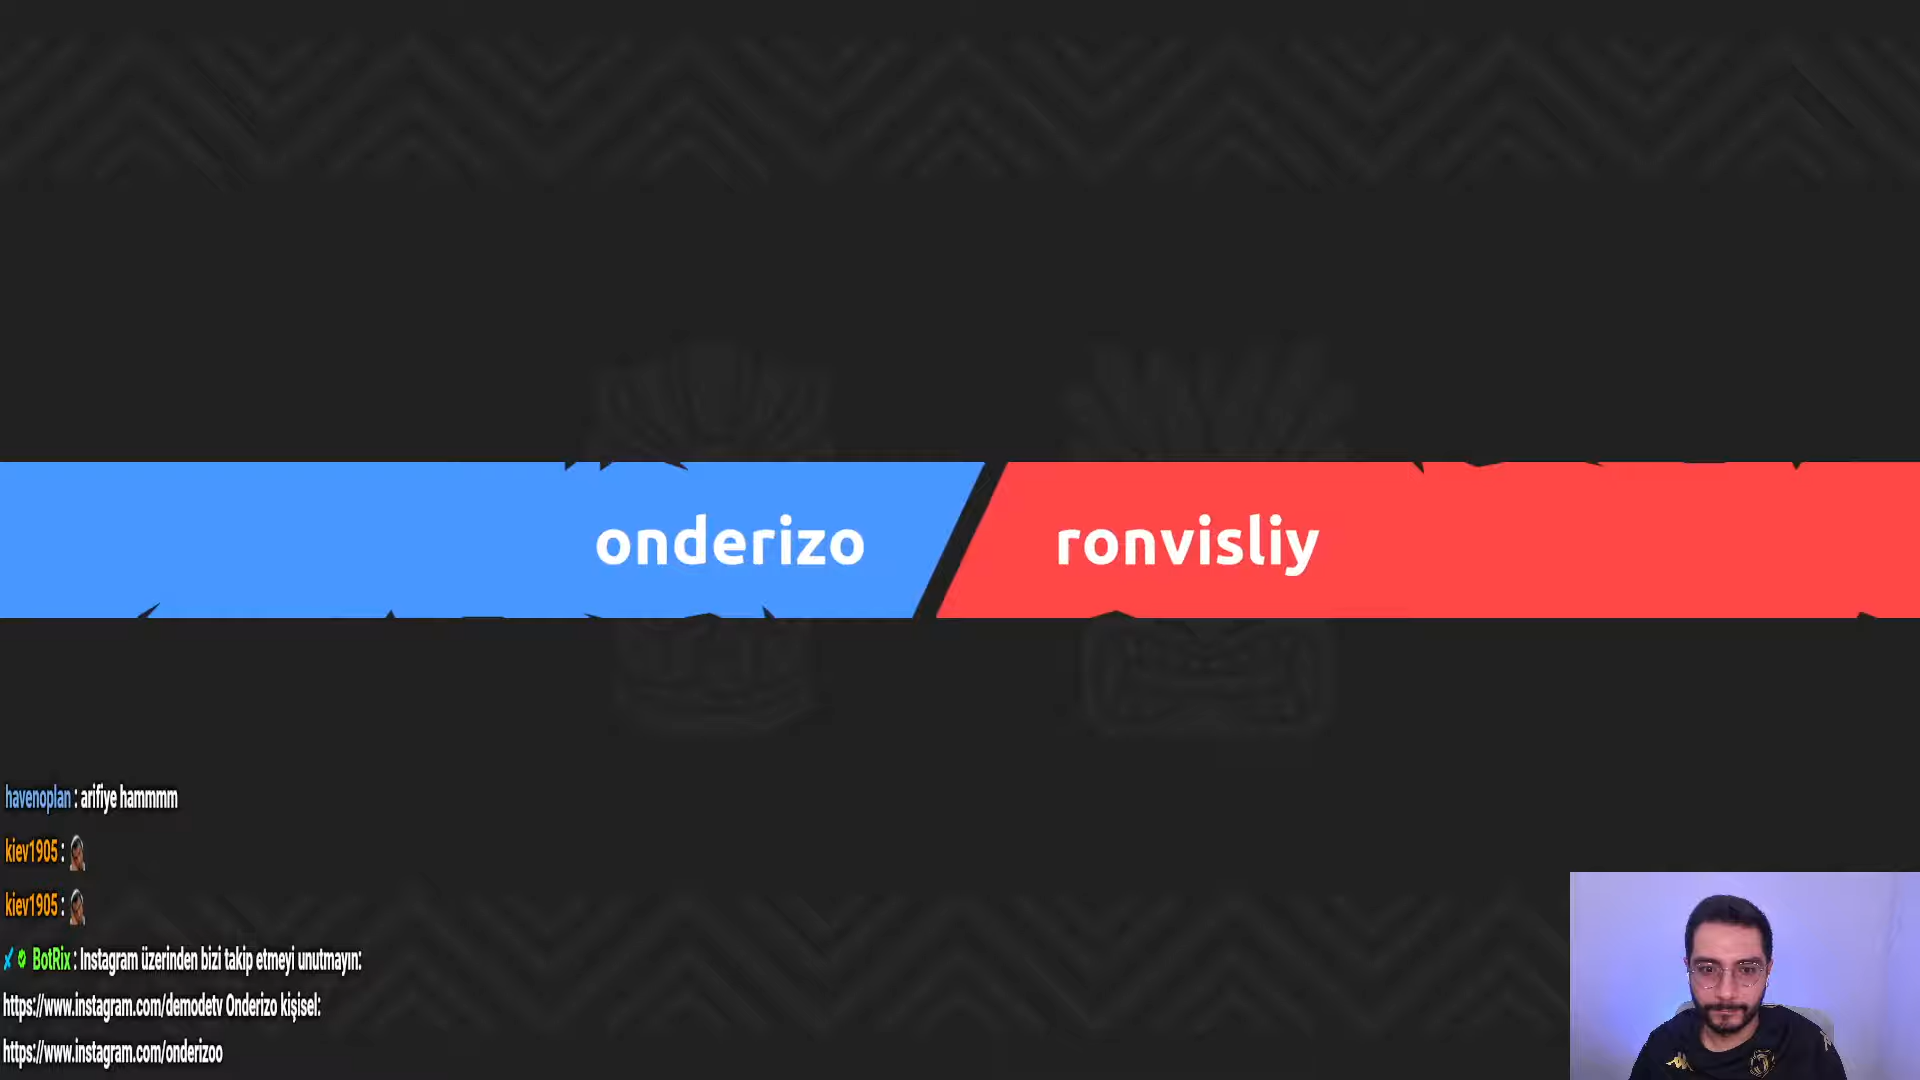 onderizo
ronvisliy
havenoplan : arifiye hammmm
kiev1905 :
kiev1905 :
BotRix : Instagram üzerinden bizi takip etmeyi unutmayın:
https://www.instagram.com/demodetv Onderizo kişisel:
https://www.instagram.com/onderizoo